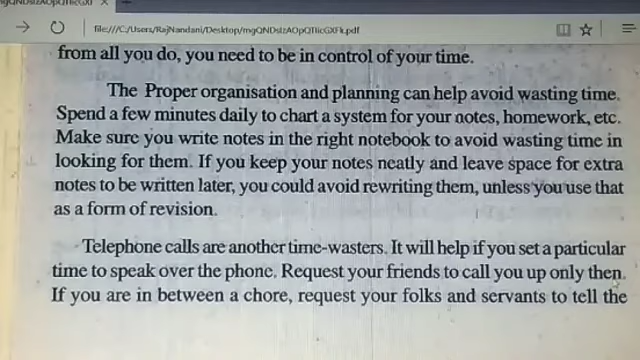 file:///C:/Users/RajNandani/Desktop/mgQNDslzAOpQTlicGXFk.pdf
from all you do, you need to be in control of your time.
The Proper organisation and planning can help avoid wasting time.
Spend a few minutes daily to chart a system for your notes, homework, etc.
Make sure you write notes in the right notebook to avoid wasting time in
looking for them. If you keep your notes neatly and leave space for extra
notes to be written later, you could avoid rewriting them, unless you use that
as a form of revision.
Telephone calls are another time-wasters. It will help if you set a particular
time to speak over the phone. Request your friends to call you up only then.
If you are in between a chore, request your folks and servants to tell the